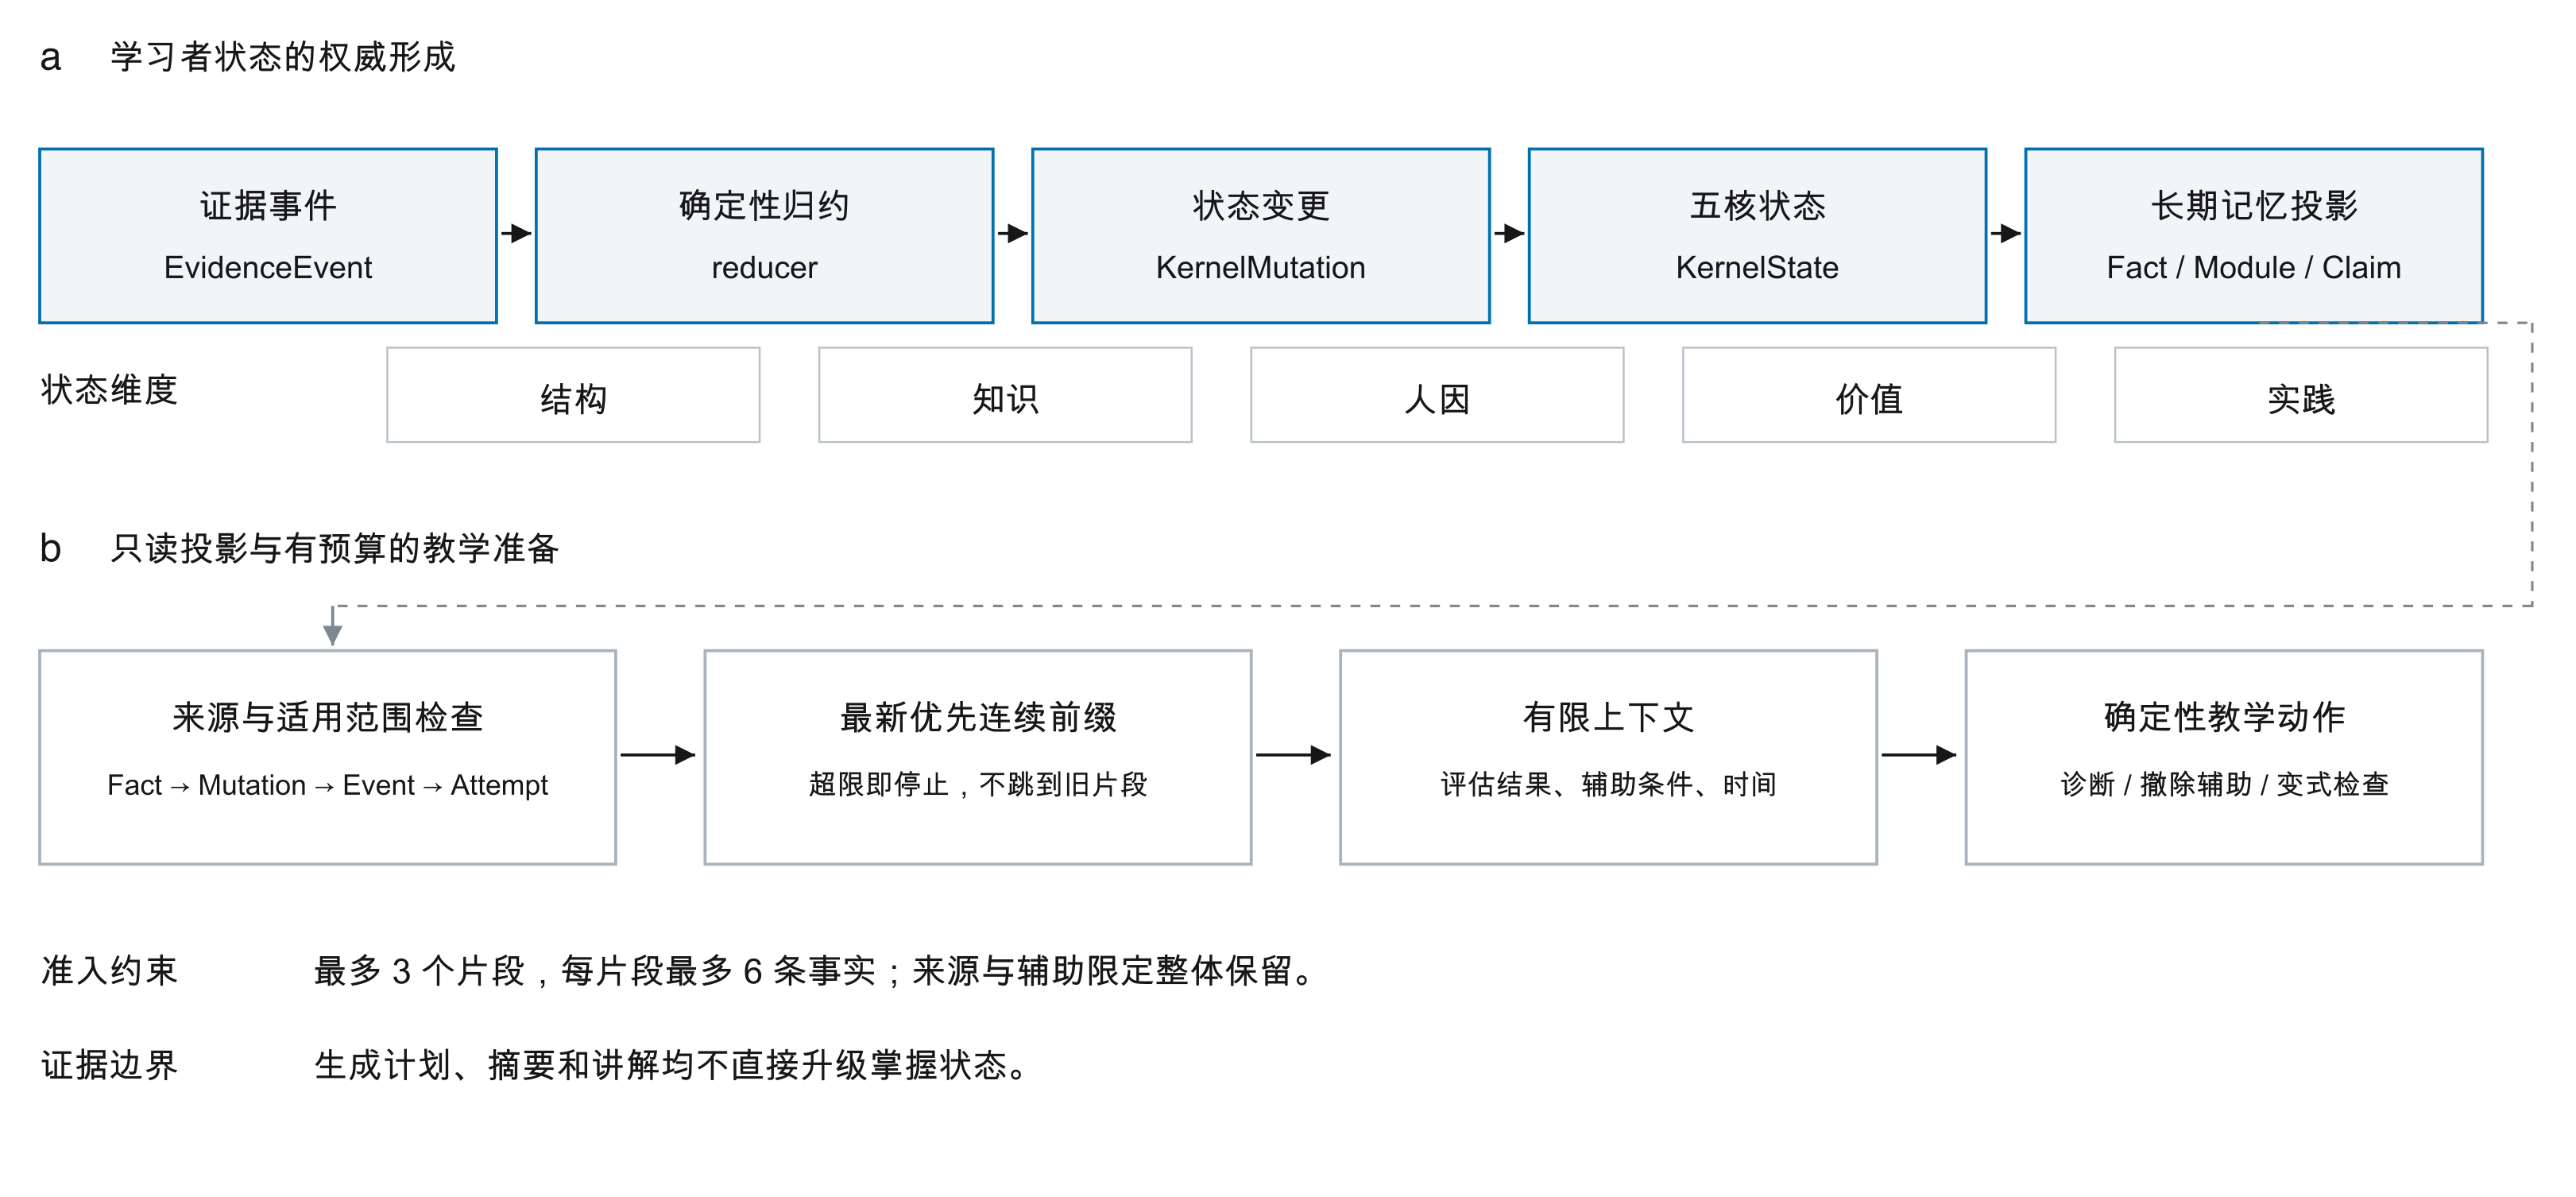 a 学习者状态的权威形成
证据事件
EvidenceEvent
确定性归约
reducer
状态变更
KernelMutation
五核状态
KernelState
长期记忆投影
Fact / Module / Claim
状态维度
结构
知识
人因
价值
实践
b 只读投影与有预算的教学准备
来源与适用范围检查
Fact → Mutation → Event → Attempt
最新优先连续前缀
超限即停止，不跳到旧片段
有限上下文
评估结果、辅助条件、时间
确定性教学动作
诊断 / 撤除辅助 / 变式检查
准入约束 最多 3 个片段，每片段最多 6 条事实；来源与辅助限定整体保留。
证据边界 生成计划、摘要和讲解均不直接升级掌握状态。